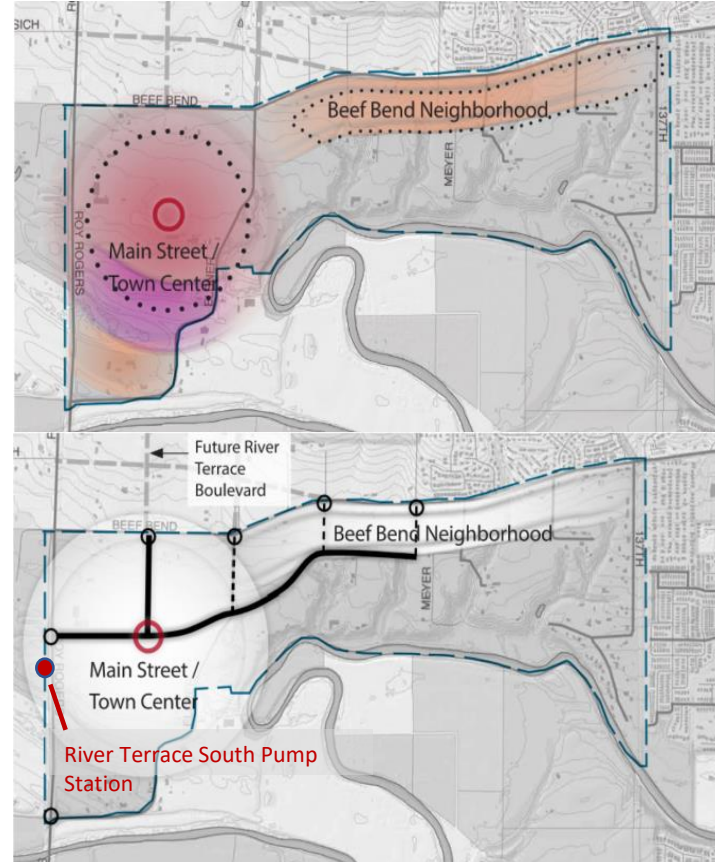 SICH
BEEF BEND
Beef Bend Neighborhood
137TH
MEYER
ROY ROGERS
Main Street /
Town Center
Future River
Terrace
Boulevard
BEEF BEND
Beef Bend Neighborhood
137TH
MEYER
Main Street /
Town Center
River Terrace South Pump
Station